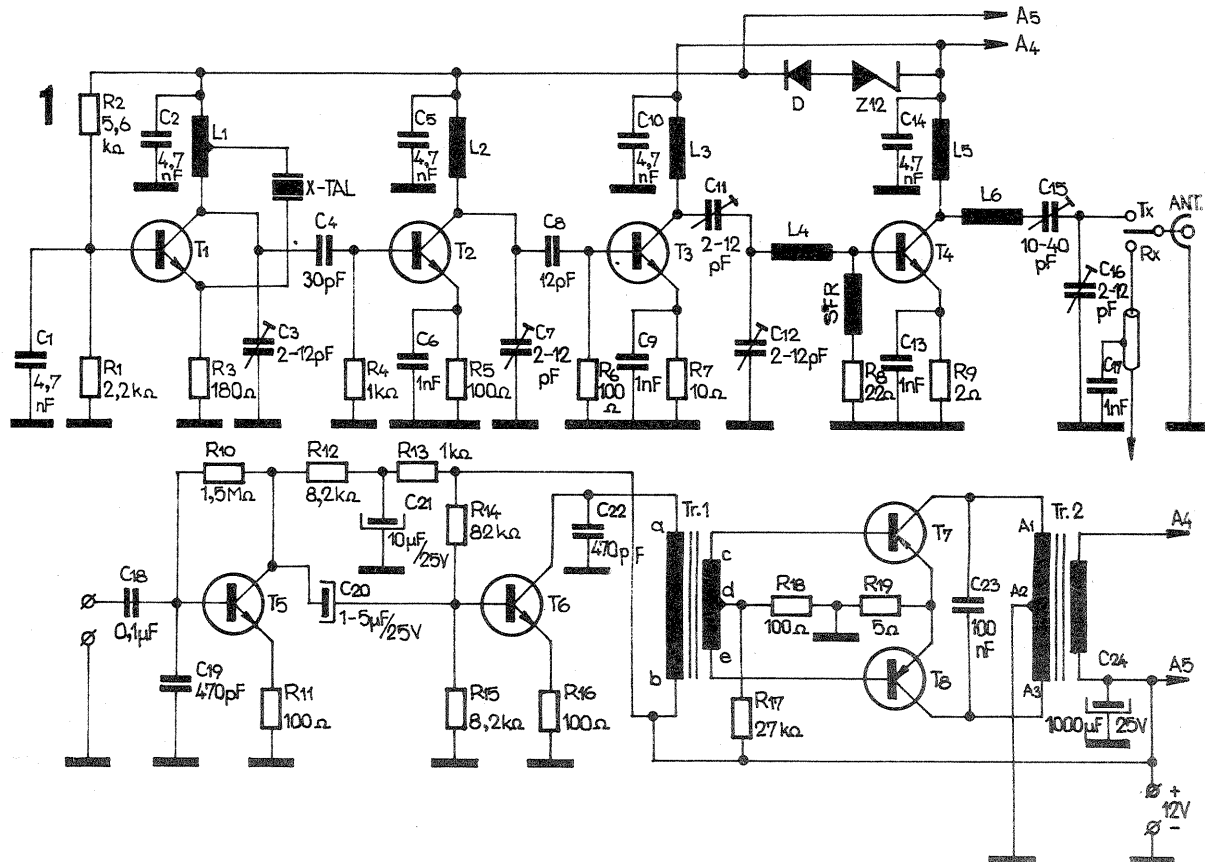 1
A5
A4
R2
5,6
kΩ
C2
4,7
nF
L1
X-TAL
T1
C1
4,7
nF
R1
2,2kΩ
R3
180Ω
C3
2-12pF
C4
30pF
C5
4,7
nF
L2
T2
R4
1kΩ
C6
1nF
R5
100Ω
C7
2-12
pF
C8
12pF
C10
4,7
nF
L3
T3
R6
100
Ω
C9
1nF
R7
10Ω
C11
2-12
pF
C12
2-12pF
L4
D
Z12
C14
4,7
nF
L5
T4
SFR
R8
22Ω
C13
1nF
R9
2Ω
L6
C15
10-40
pF
Tx
ANT.
Rx
C16
2-12
pF
C17
1nF
R10
1,5MΩ
R12
8,2kΩ
R13
1kΩ
C21
10µF
/25V
R14
82kΩ
C22
470pF
C18
0,1µF
C19
470pF
T5
R11
100Ω
C20
1-5µF
/25V
R15
8,2kΩ
T6
R16
100Ω
Tr.1
a
b
c
d
e
R18
100Ω
R19
5Ω
R17
27kΩ
T7
T8
C23
100
nF
Tr.2
A1
A2
A3
A4
A5
C24
1000µF
25V
+
12V
-